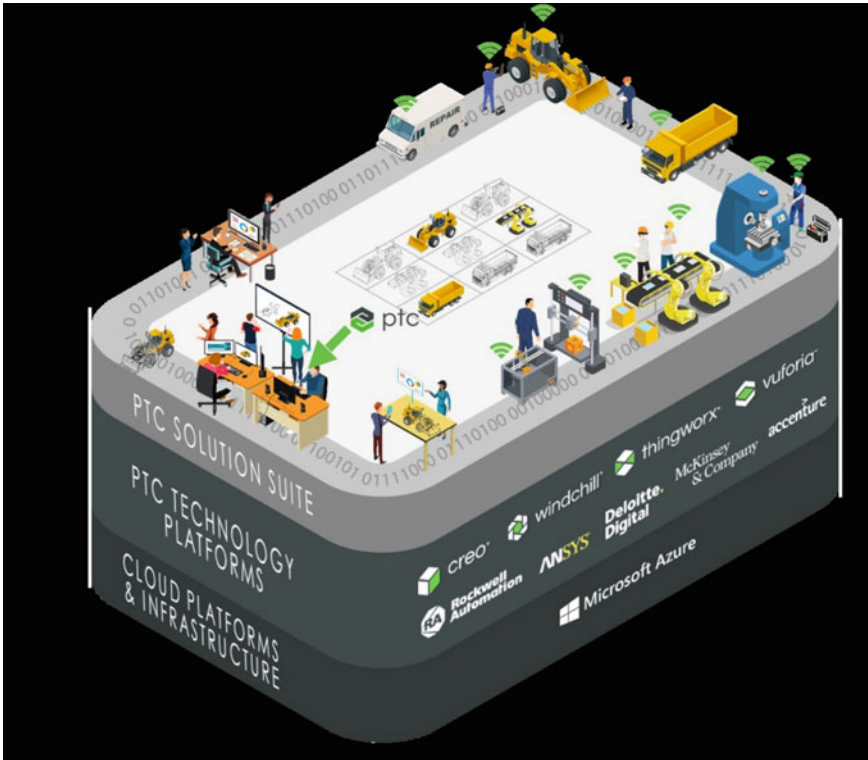 REPAIR
ptc
PTC SOLUTION SUITE
PTC TECHNOLOGY
PLATFORMS
CLOUD PLATFORMS
& INFRASTRUCTURE
creo
windchill
thingworx
vuforia
RA
Rockwell
Automation
ANSYS
Deloitte.
Digital
McKinsey
& Company
accenture
Microsoft Azure